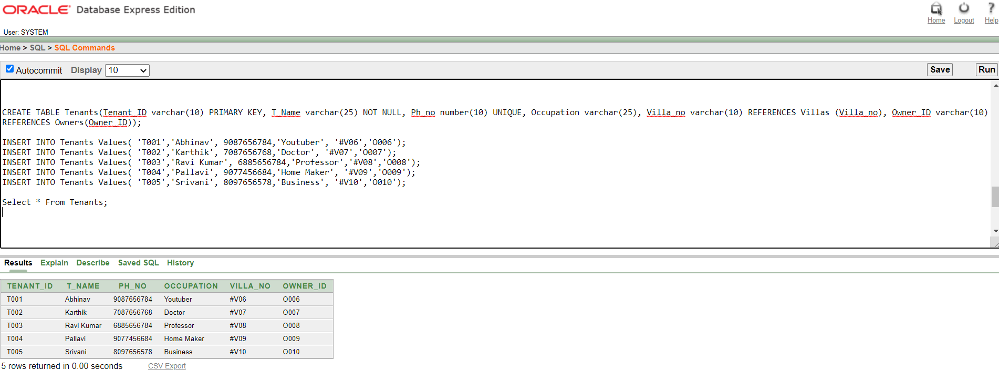 ORACLE Database Express Edition
Home Logout Help
User: SYSTEM
Home > SQL > SQL Commands
Autocommit Display 10 Save Run
CREATE TABLE Tenants(Tenant_ID varchar(10) PRIMARY KEY, T_Name varchar(25) NOT NULL, Ph_no number(10) UNIQUE, Occupation varchar(25), Villa_no varchar(10) REFERENCES Villas (Villa_no), Owner_ID varchar(10)
REFERENCES Owners(Owner_ID));
INSERT INTO Tenants Values( 'T001','Abhinav', 9087656784,'Youtuber', '#V06','O006');
INSERT INTO Tenants Values( 'T002','Karthik', 7087656768,'Doctor', '#V07','O007');
INSERT INTO Tenants Values( 'T003','Ravi Kumar', 6885656784,'Professor','#V08','O008');
INSERT INTO Tenants Values( 'T004','Pallavi', 9077456684,'Home Maker', '#V09','O009');
INSERT INTO Tenants Values( 'T005','Srivani', 8097656578,'Business', '#V10','O010');
Select * From Tenants;
Results Explain Describe Saved SQL History
TENANT_ID T_NAME PH_NO OCCUPATION VILLA_NO OWNER_ID
T001 Abhinav 9087656784 Youtuber #V06 O006
T002 Karthik 7087656768 Doctor #V07 O007
T003 Ravi Kumar 6885656784 Professor #V08 O008
T004 Pallavi 9077456684 Home Maker #V09 O009
T005 Srivani 8097656578 Business #V10 O010
5 rows returned in 0.00 seconds CSV Export